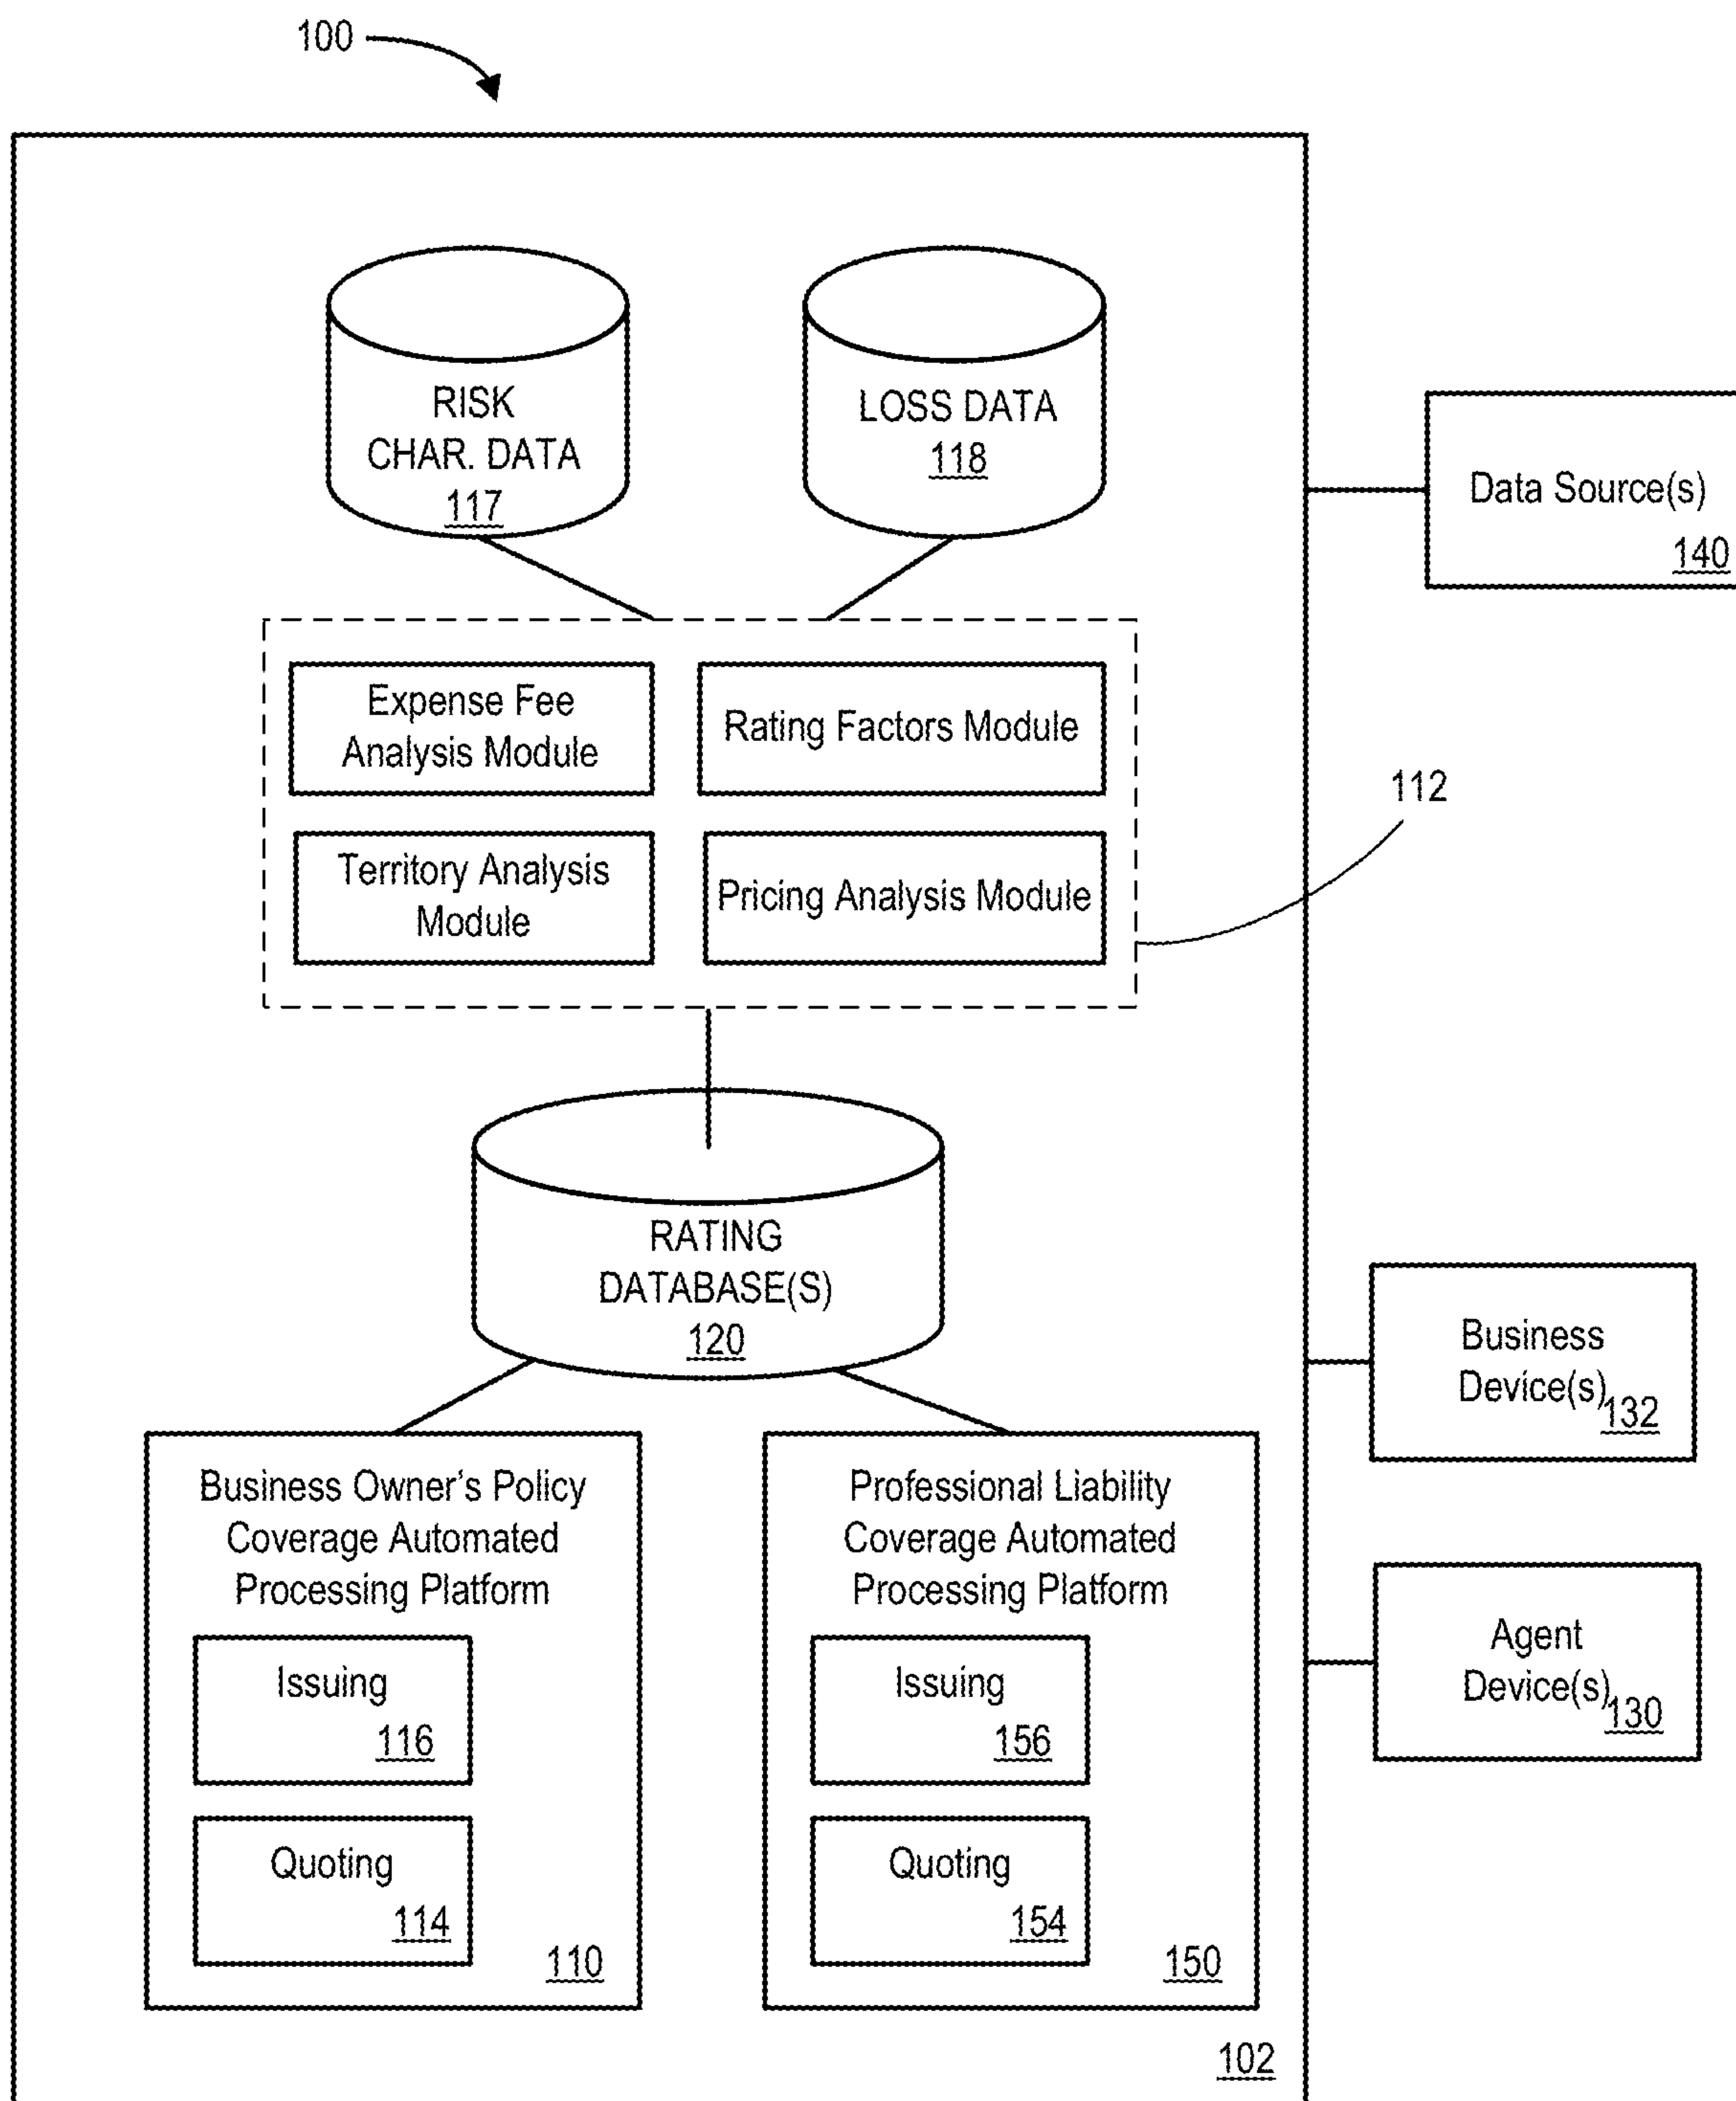 100
RISK
CHAR. DATA
117
LOSS DATA
118
Data Source(s)
140
Expense Fee
Analysis Module
Rating Factors Module
Territory Analysis
Module
Pricing Analysis Module
112
RATING
DATABASE(S)
120
Business
Device(s)
132
Business Owner’s Policy
Coverage Automated
Processing Platform
Issuing
116
Quoting
114
110
Professional Liability
Coverage Automated
Processing Platform
Issuing
156
Quoting
154
150
Agent
Device(s)
130
102